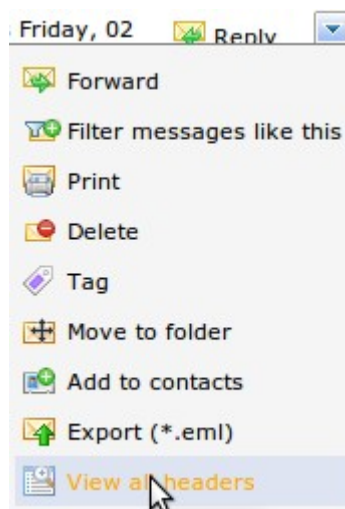 Friday, 02 Reply
Forward
Filter messages like this
Print
Delete
Tag
Move to folder
Add to contacts
Export (*.eml)
View all headers